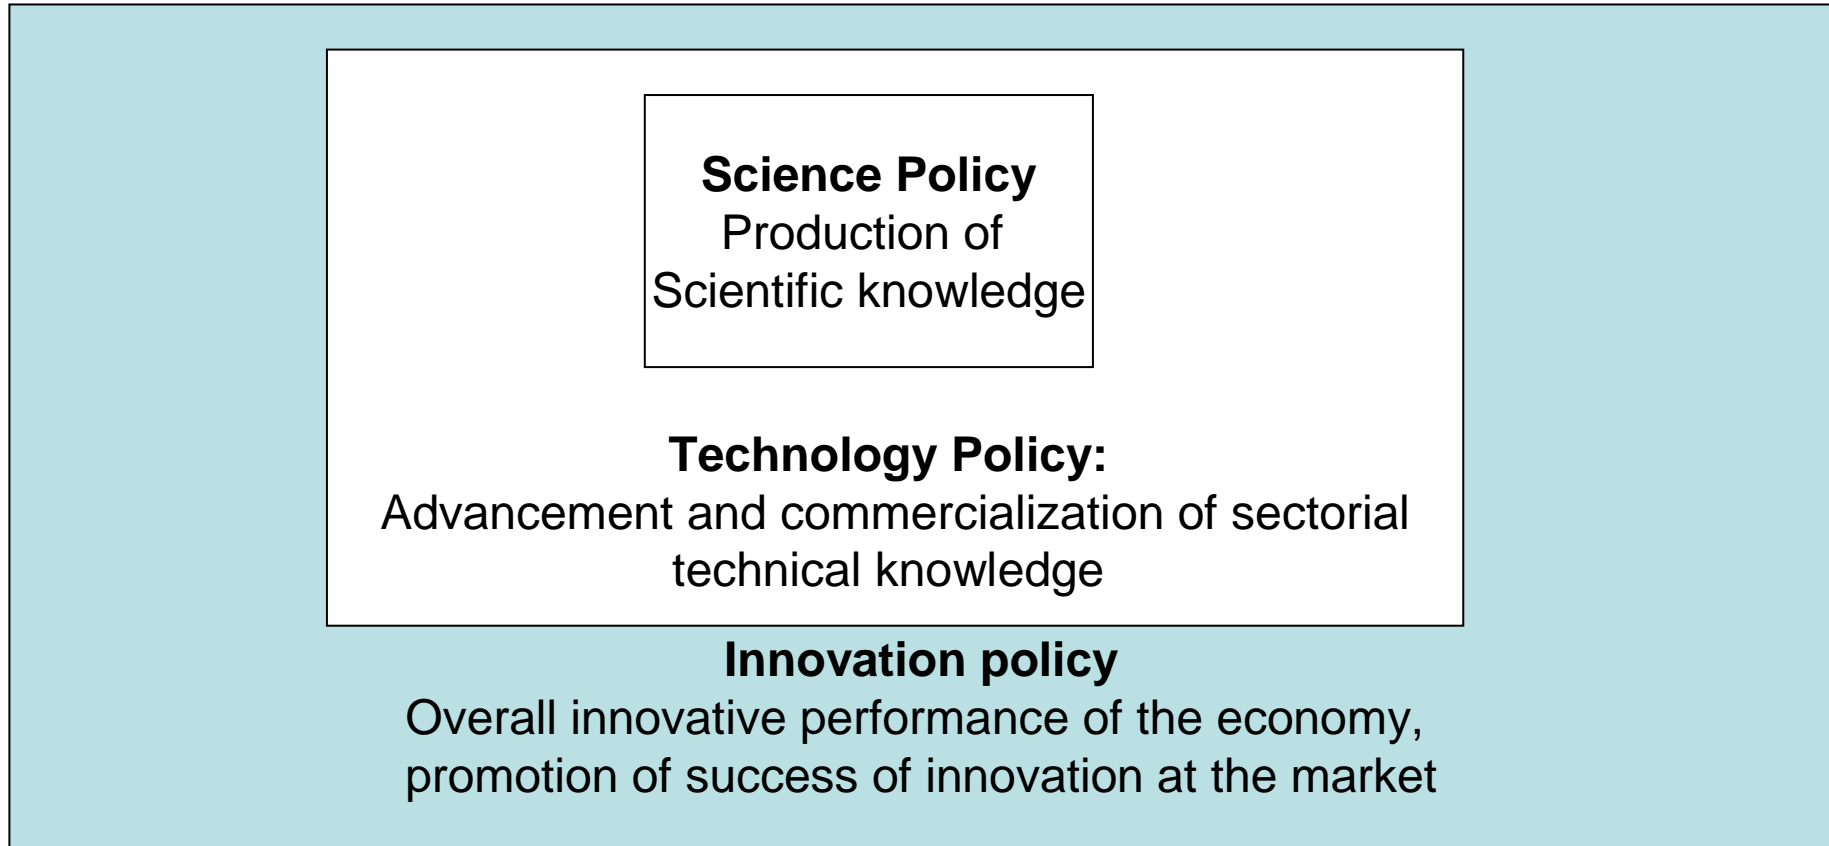 Science Policy
Production of
Scientific knowledge
Technology Policy:
Advancement and commercialization of sectorial
technical knowledge
Innovation policy
Overall innovative performance of the economy,
promotion of success of innovation at the market